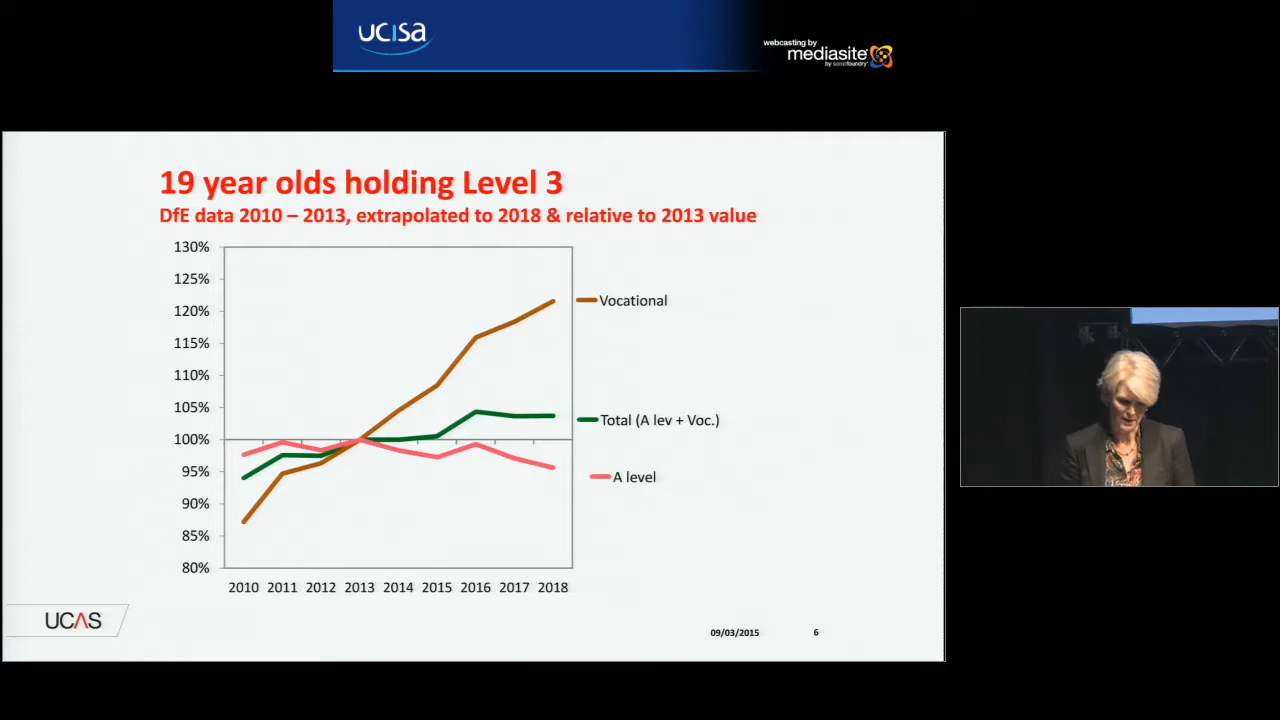 ucisa
webcasting by
mediasite
by sonicfoundry
19 year olds holding Level 3
DfE data 2010 – 2013, extrapolated to 2018 & relative to 2013 value
130%
125%
120%
115%
110%
105%
100%
95%
90%
85%
80%
2010 2011 2012 2013 2014 2015 2016 2017 2018
Vocational
Total (A lev + Voc.)
A level
UCAS
09/03/2015 6